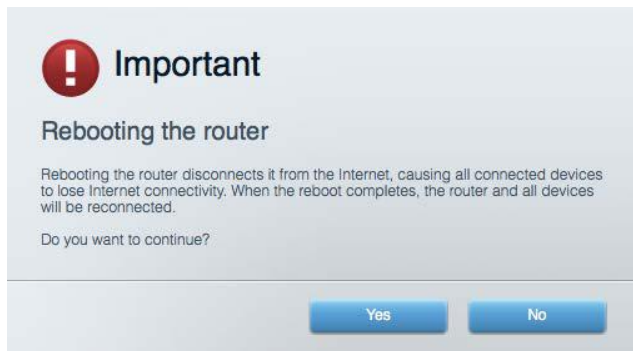 Important
Rebooting the router
Rebooting the router disconnects it from the Internet, causing all connected devices
to lose Internet connectivity. When the reboot completes, the router and all devices
will be reconnected.
Do you want to continue?
Yes No